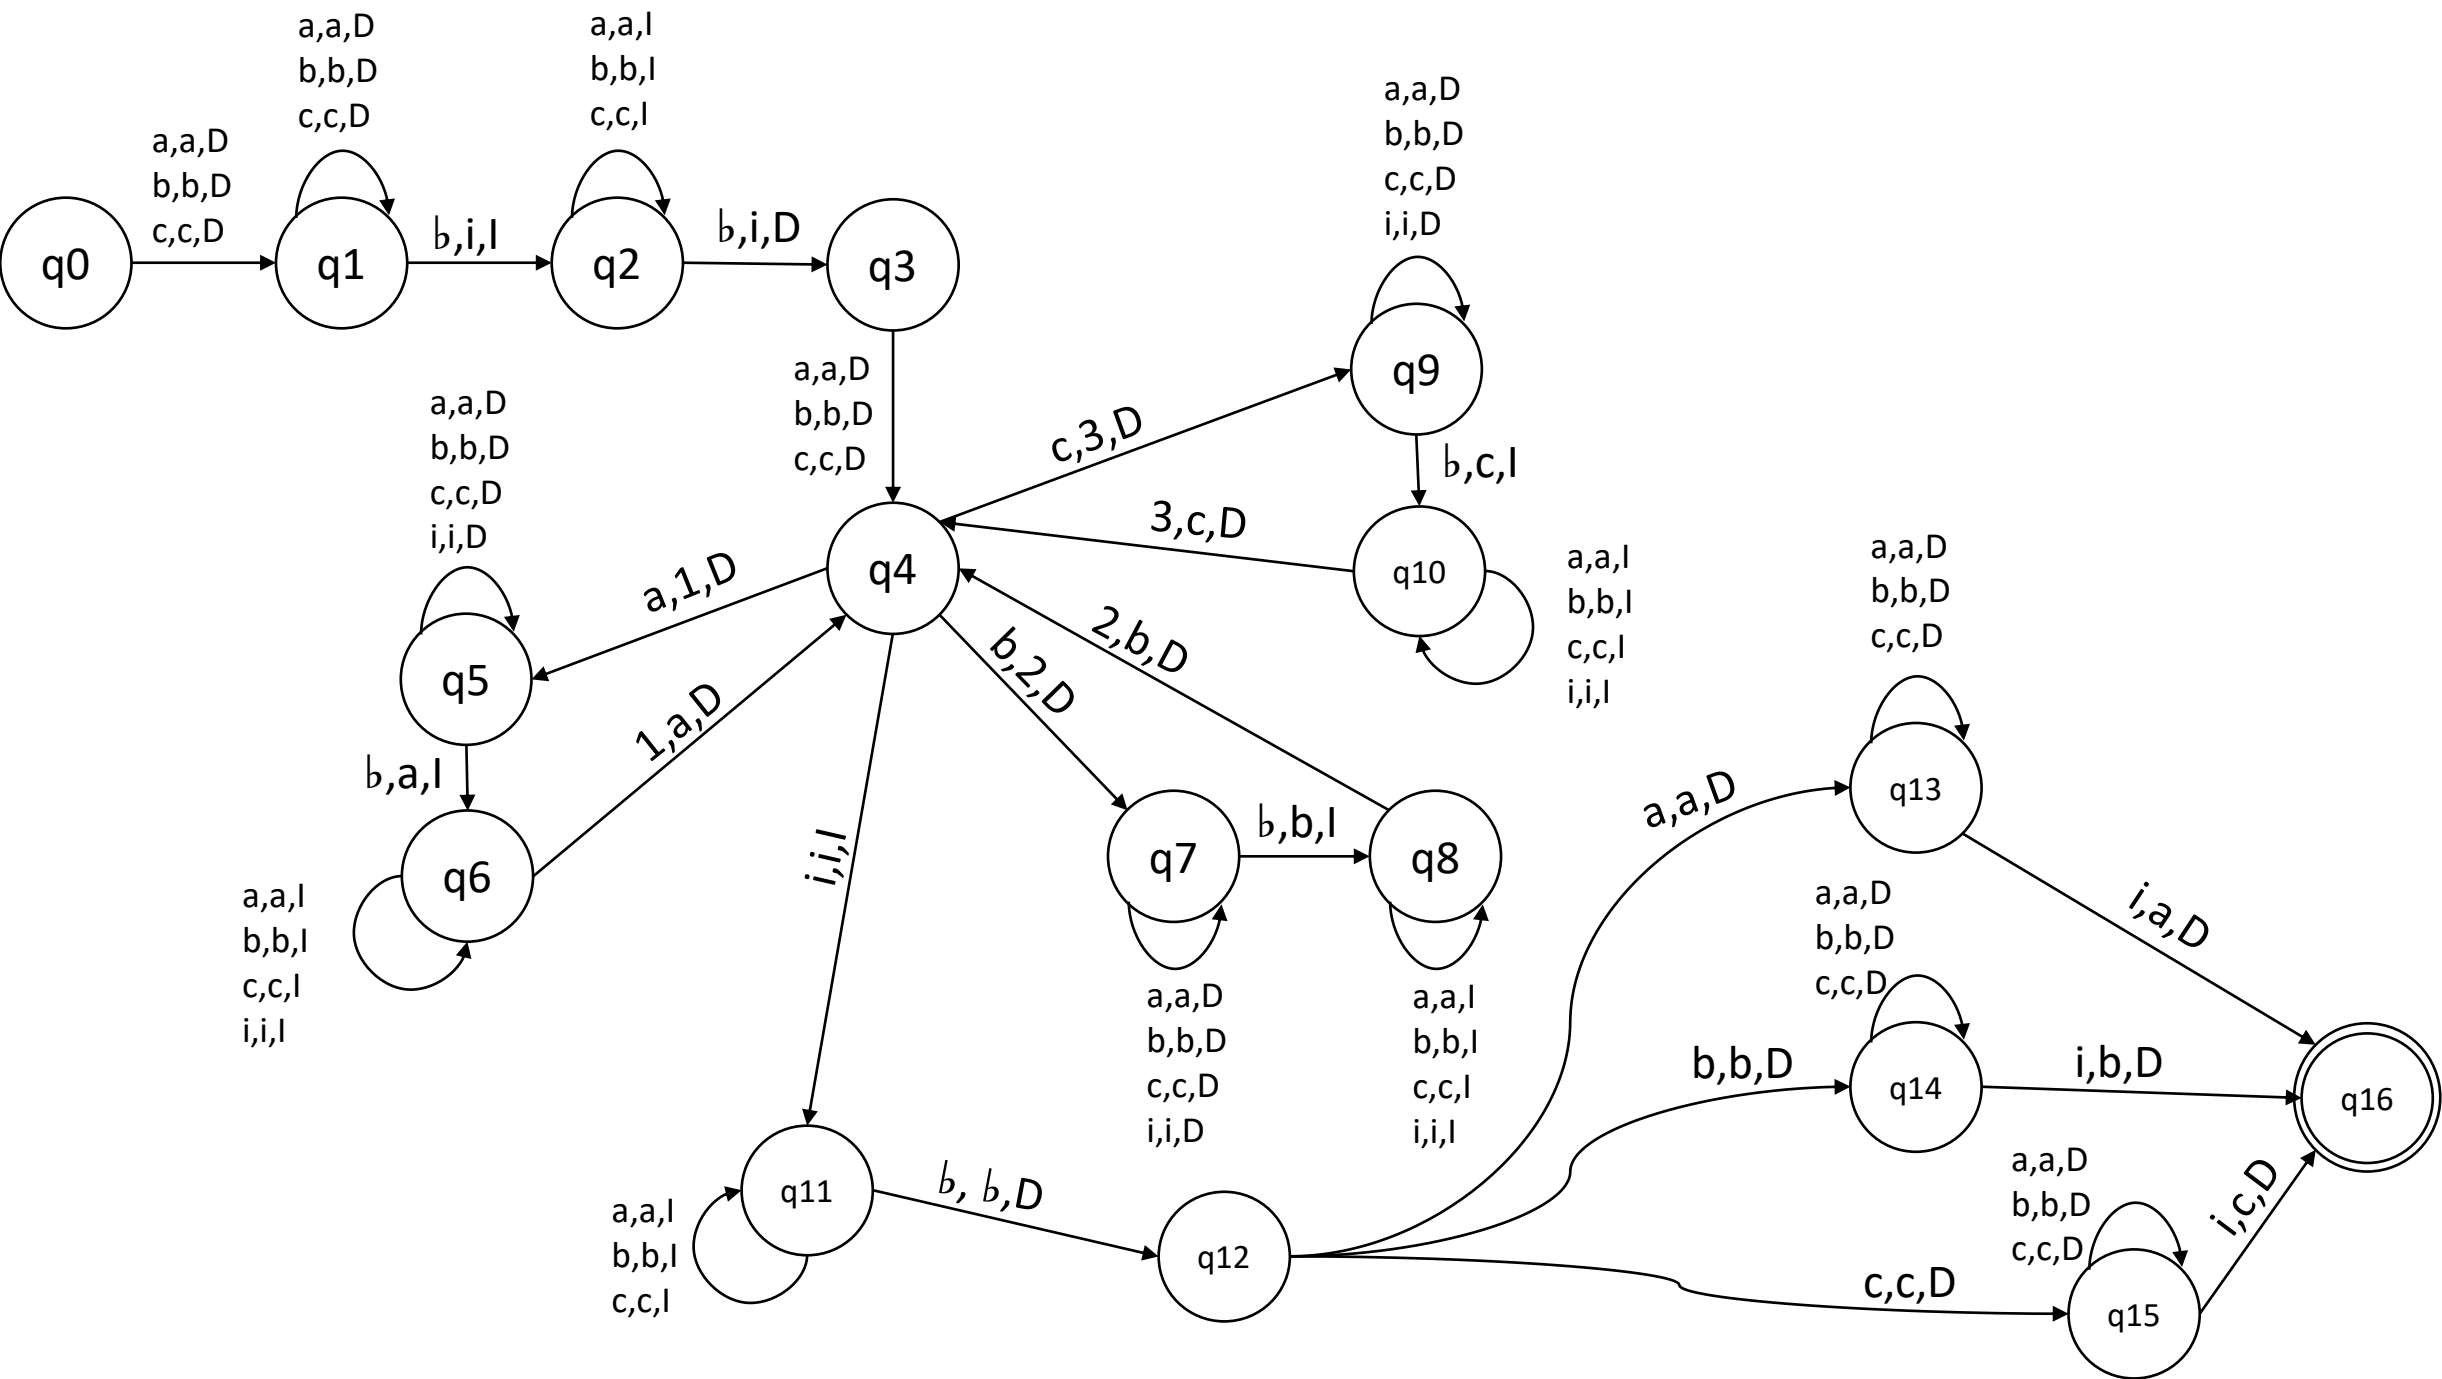 q0
a,a,D
b,b,D
c,c,D
a,a,D
b,b,D
c,c,D
q1
ƀ,i,I
a,a,I
b,b,I
c,c,I
q2
ƀ,i,D
q3
a,a,D
b,b,D
c,c,D
q4
c,3,D
a,a,D
b,b,D
c,c,D
i,i,D
q9
ƀ,c,I
3,c,D
q10
a,a,I
b,b,I
c,c,I
i,i,I
a,1,D
a,a,D
b,b,D
c,c,D
i,i,D
q5
ƀ,a,I
1,a,D
q6
a,a,I
b,b,I
c,c,I
i,i,I
b,2,D
2,b,D
q7
ƀ,b,I
q8
a,a,D
b,b,D
c,c,D
i,i,D
a,a,I
b,b,I
c,c,I
i,i,I
i,i,I
q11
a,a,I
b,b,I
c,c,I
ƀ, ƀ,D
q12
a,a,D
a,a,D
b,b,D
c,c,D
q13
i,a,D
b,b,D
a,a,D
b,b,D
c,c,D
q14
i,b,D
c,c,D
a,a,D
b,b,D
c,c,D
q15
i,c,D
q16